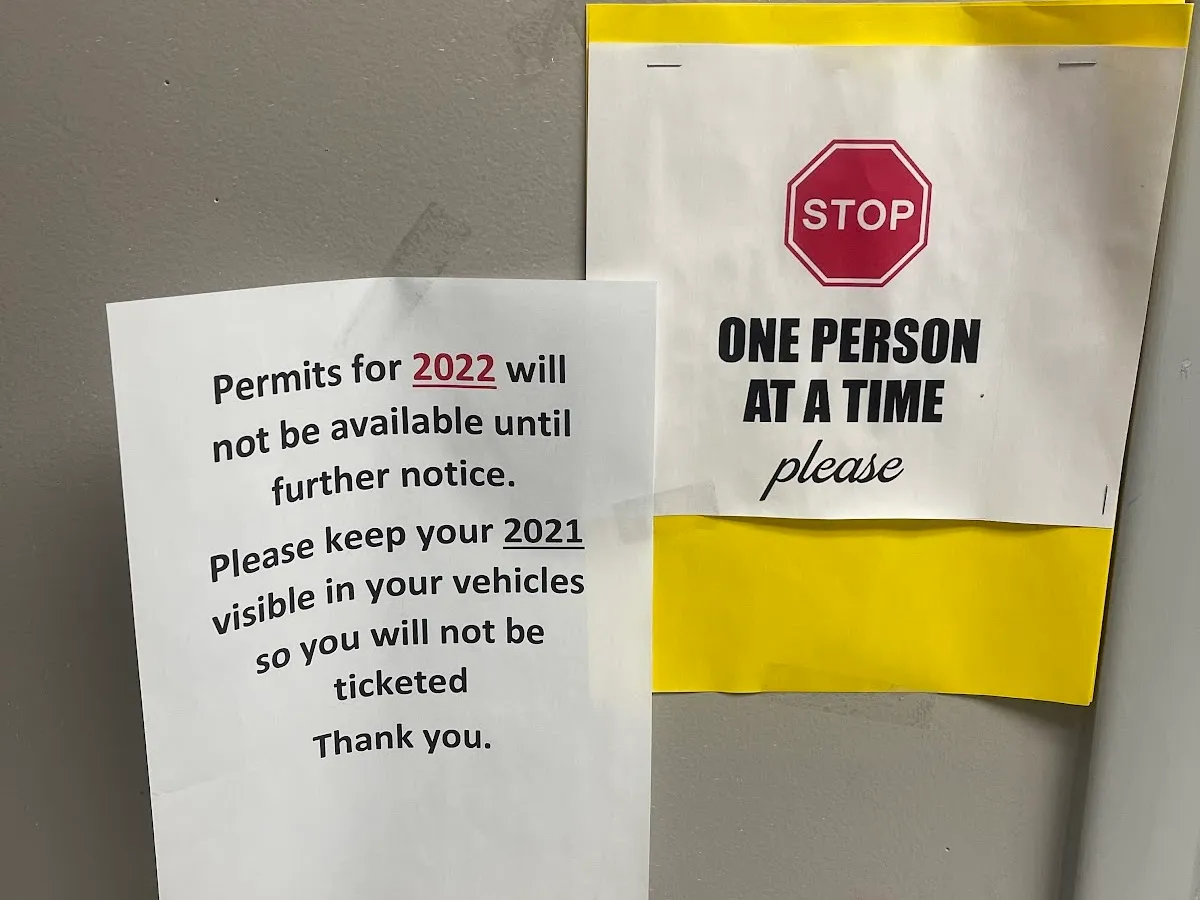 Permits for 2022 will
not be available until
further notice.
Please keep your 2021
visible in your vehicles
so you will not be
ticketed
Thank you.
STOP
ONE PERSON
AT A TIME
please